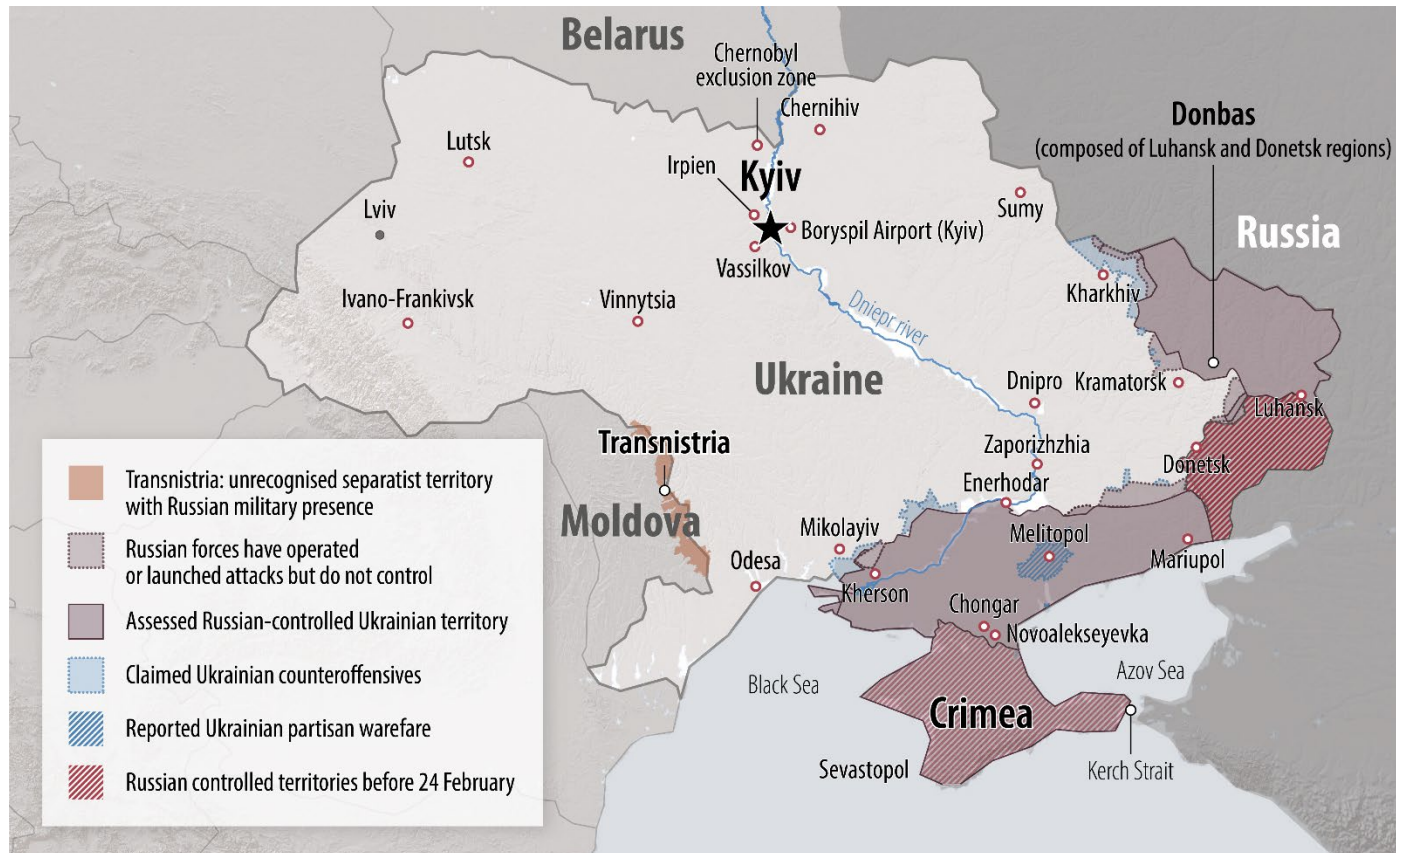 Belarus
Chernobyl
exclusion zone
Chernihiv
Donbas
(composed of Luhansk and Donetsk regions)
Lutsk
Irpien
Kyiv
Lviv
Sumy
Russia
Boryspil Airport (Kyiv)
Vassilkov
Kharkhiv
Ivano-Frankivsk
Vinnytsia
Dniepr river
Ukraine
Dnipro
Kramatorsk
Luhansk
Transnistria
Zaporizhzhia
Donetsk
Enerhodar
Moldova
Mikolayiv
Melitopol
Odesa
Mariupol
Kherson
Chongar
Novoalekseyevka
Black Sea
Azov Sea
Crimea
Sevastopol
Kerch Strait
Transnistria: unrecognised separatist territory
with Russian military presence
Russian forces have operated
or launched attacks but do not control
Assessed Russian-controlled Ukrainian territory
Claimed Ukrainian counteroffensives
Reported Ukrainian partisan warefare
Russian controlled territories before 24 February